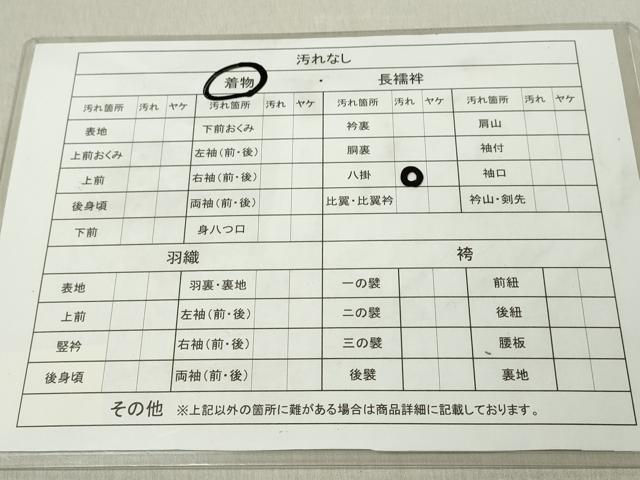 汚れなし
着物 ・ 長襦袢
汚れ箇所 汚れ ヤケ 汚れ箇所 汚れ ヤケ 汚れ箇所 汚れ ヤケ 汚れ箇所 汚れ ヤケ
表地 下前おくみ 衿裏 肩山
上前おくみ 左袖(前・後) 胴裏 袖付
上前 右袖(前・後) 八掛 袖口
後身頃 両袖(前・後) 比翼・比翼衿 衿山・剣先
下前 身八つ口
羽織 袴
表地 羽裏・裏地 一の襞 前紐
上前 左袖(前・後) 二の襞 後紐
竪衿 右袖(前・後) 三の襞 腰板
後身頃 両袖(前・後) 後襞 裏地
その他 ※上記以外の箇所に難がある場合は商品詳細に記載しております。